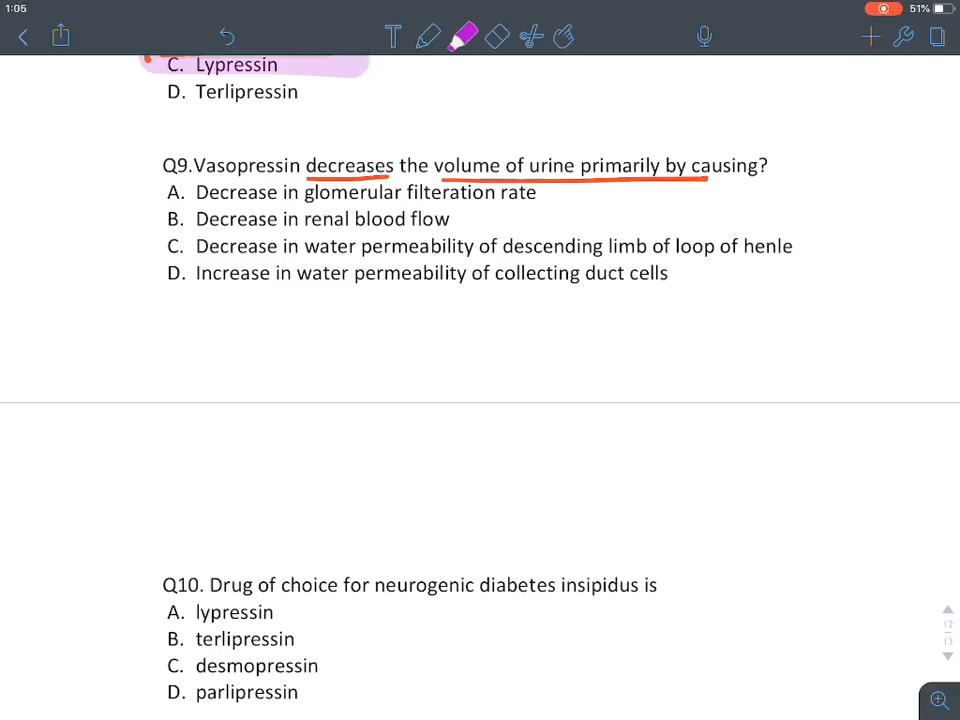 1:05
51%
T
C. Lypressin
D. Terlipressin
Q9.Vasopressin decreases the volume of urine primarily by causing?
A. Decrease in glomerular filteration rate
B. Decrease in renal blood flow
C. Decrease in water permeability of descending limb of loop of henle
D. Increase in water permeability of collecting duct cells
Q10. Drug of choice for neurogenic diabetes insipidus is
A. lypressin
B. terlipressin
C. desmopressin
D. parlipressin
12
13